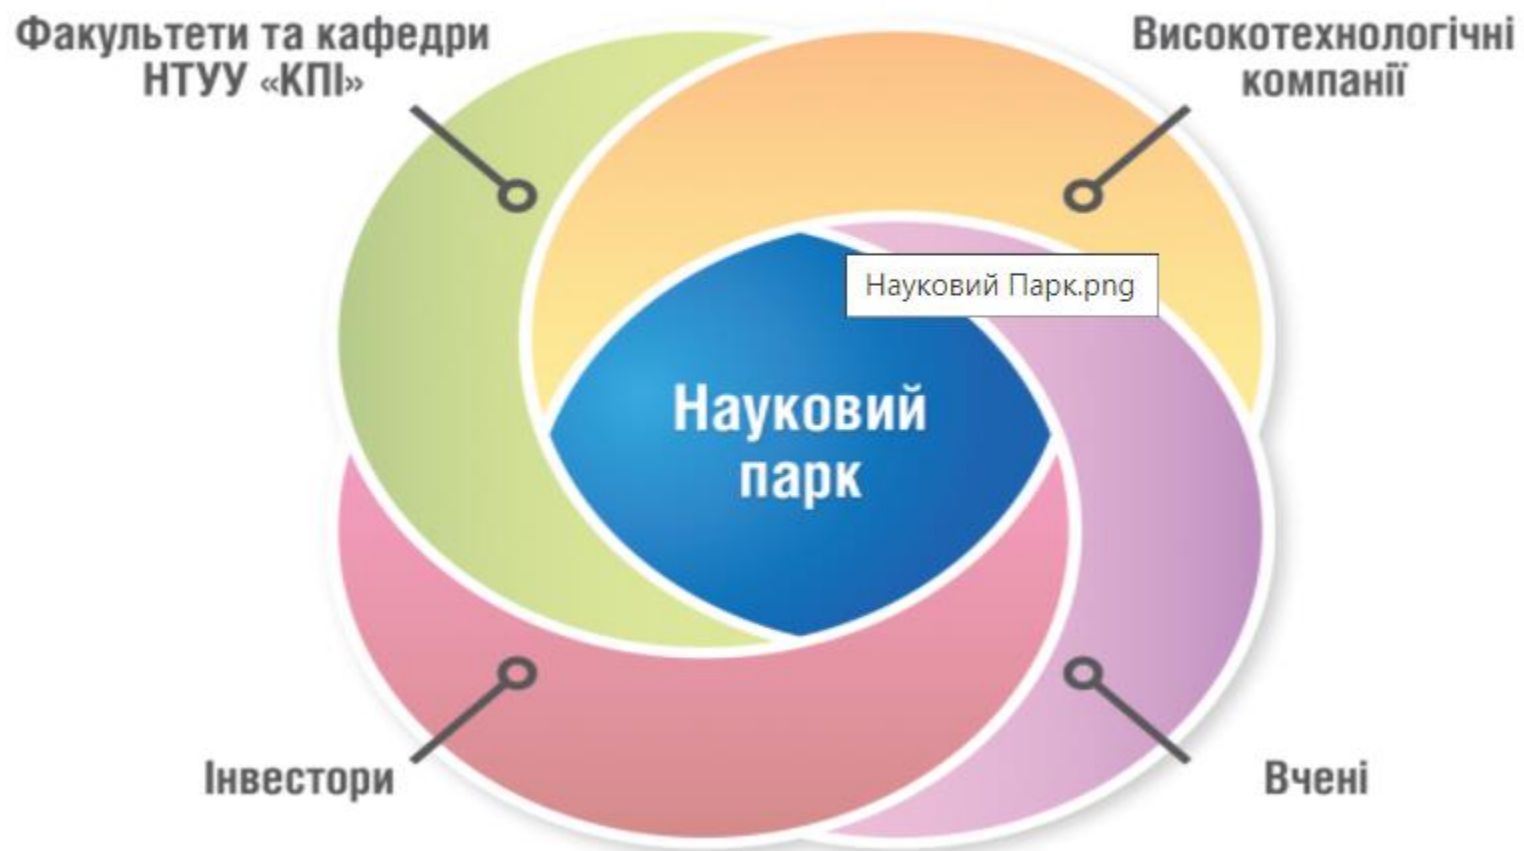 Факультети та кафедри
НТУУ «КПІ»
Високотехнологічні
компанії
Науковий Парк.png
Науковий
парк
Інвестори
Вчені